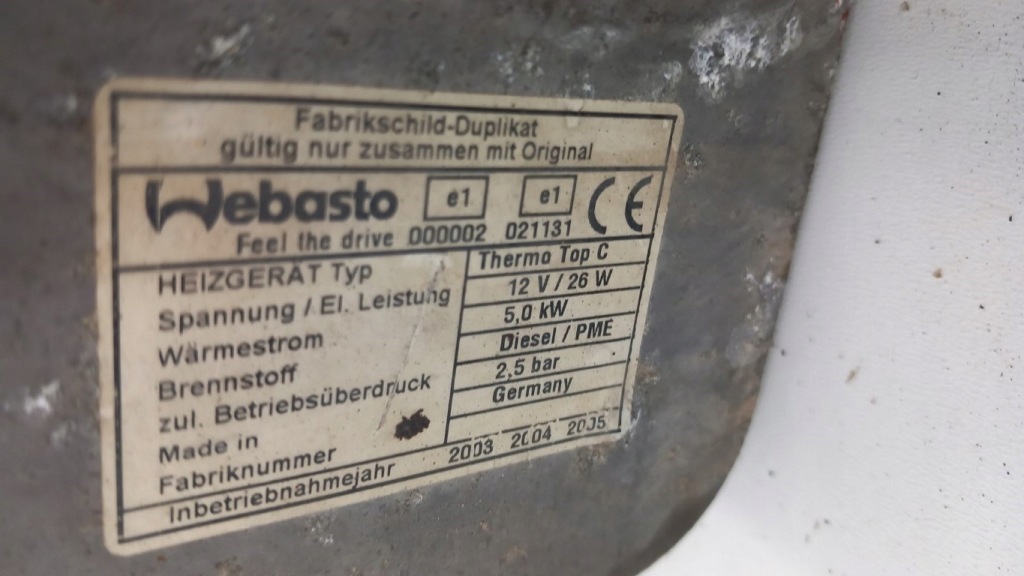 Fabrikschild-Duplikat
gültig nur zusammen mit Original
Webasto e1 e1 CE
Feel the drive 000002 021131
HEIZGERÄT Typ Thermo Top C
Spannung / El. Leistung 12 V / 26 W
Wärmestrom 5,0 kW
Brennstoff Diesel / PME
zul. Betriebsüberdruck 2,5 bar
Made in Germany
Fabriknummer
Inbetriebnahmejahr 2003 2004 2005